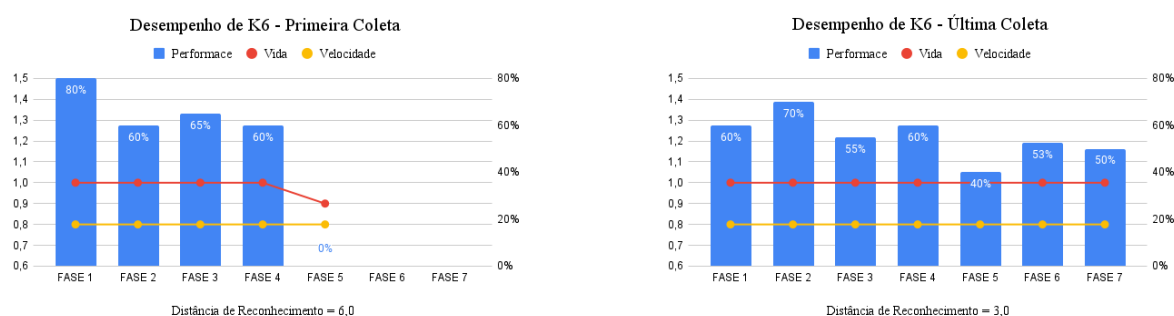 Desempenho de K6 - Primeira Coleta
Performace Vida Velocidade
1,5 80%
1,4
1,3 60%
1,2
1,1 40%
1,0
0,9 20%
0,8
0,7
0,6 0%
80% 60% 65% 60% 0%
FASE 1 FASE 2 FASE 3 FASE 4 FASE 5 FASE 6 FASE 7
Distância de Reconhecimento = 6,0
Desempenho de K6 - Última Coleta
Performace Vida Velocidade
1,5 80%
1,4
1,3 60%
1,2
1,1 40%
1,0
0,9 20%
0,8
0,7
0,6 0%
60% 70% 55% 60% 40% 53% 50%
FASE 1 FASE 2 FASE 3 FASE 4 FASE 5 FASE 6 FASE 7
Distância de Reconhecimento = 3,0